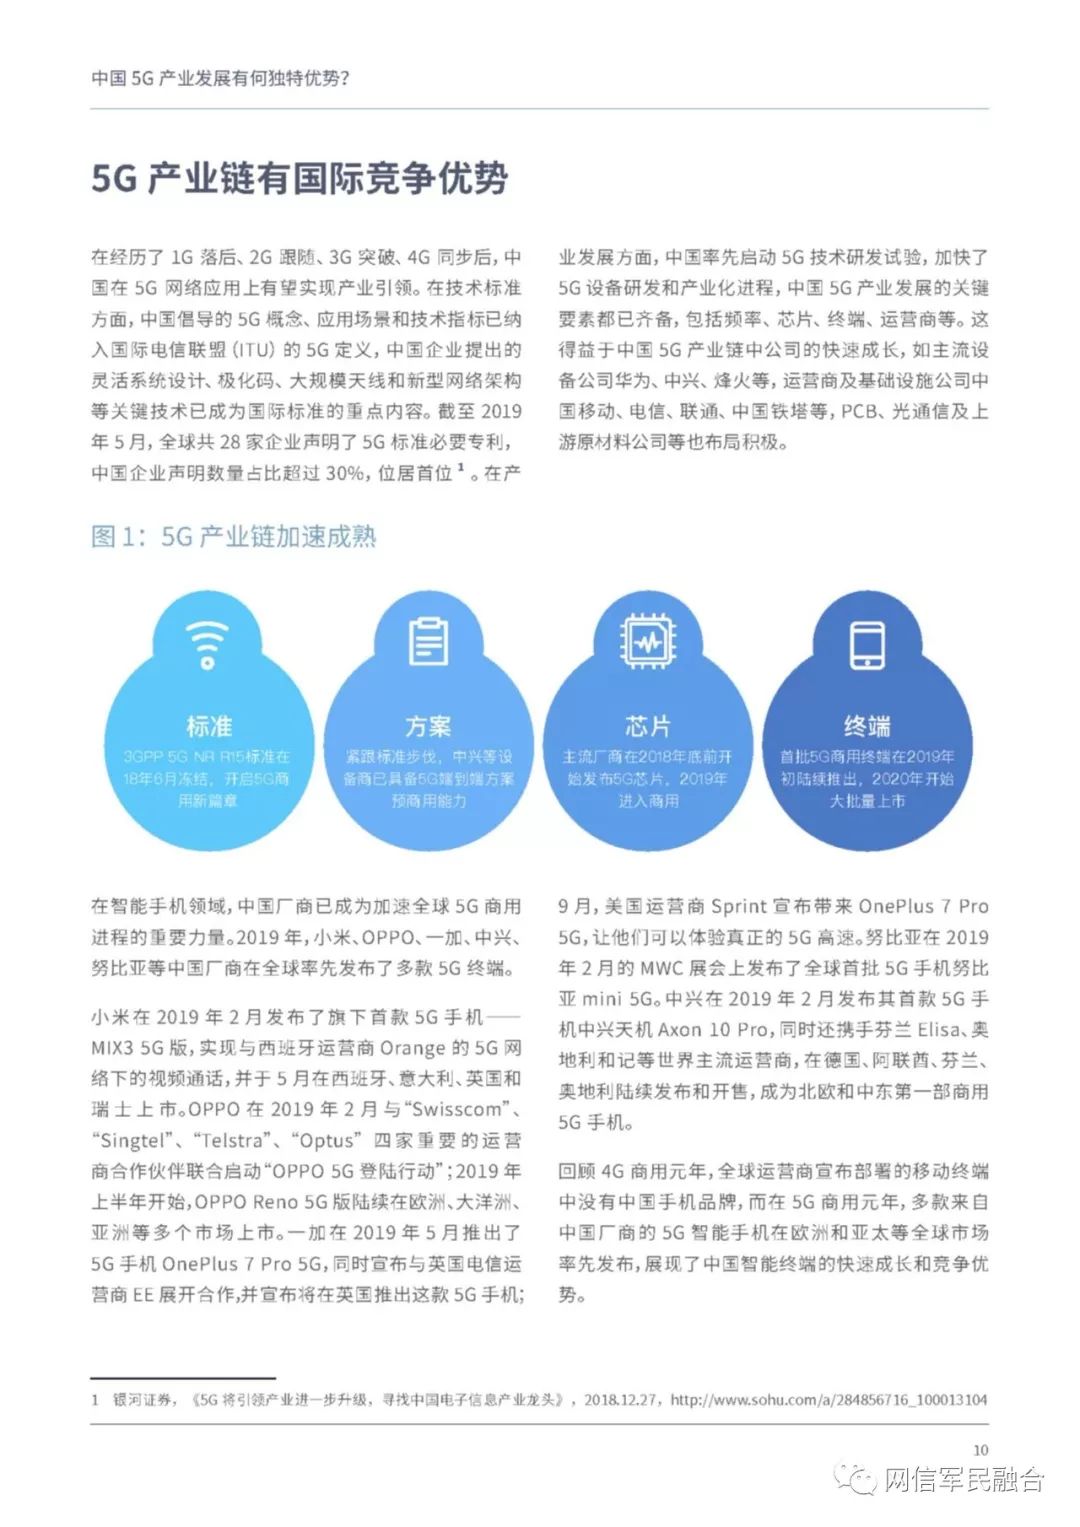 中国 5G 产业发展有何独特优势？
5G 产业链有国际竞争优势
在经历了 1G 落后、2G 跟随、3G 突破、4G 同步后，中
国在 5G 网络应用上有望实现产业引领。在技术标准
方面，中国倡导的 5G 概念、应用场景和技术指标已纳
入国际电信联盟（ITU）的 5G 定义，中国企业提出的
灵活系统设计、极化码、大规模天线和新型网络架构
等关键技术已成为国际标准的重点内容。截至 2019
年 5 月，全球共 28 家企业声明了 5G 标准必要专利，
中国企业声明数量占比超过 30%，位居首位 1 。在产
业发展方面，中国率先启动 5G 技术研发试验，加快了
5G 设备研发和产业化进程，中国 5G 产业发展的关键
要素都已齐备，包括频率、芯片、终端、运营商等。这
得益于中国 5G 产业链中公司的快速成长，如主流设
备公司华为、中兴、烽火等，运营商及基础设施公司中
国移动、电信、联通、中国铁塔等，PCB、光通信及上
游原材料公司等也布局积极。
图 1：5G 产业链加速成熟
标准
3GPP 5G NR R15标准在
18年6月冻结，开启5G商
用新篇章
方案
紧跟标准步伐，中兴等设
备商已具备5G端到端方案
预商用能力
芯片
主流厂商在2018年底前开
始发布5G芯片，2019年
进入商用
终端
首批5G商用终端在2019年
初陆续推出，2020年开始
大批量上市
在智能手机领域，中国厂商已成为加速全球 5G 商用
进程的重要力量。2019 年，小米、OPPO、一加、中兴、
努比亚等中国厂商在全球率先发布了多款 5G 终端。
小米在 2019 年 2 月发布了旗下首款 5G 手机——
MIX3 5G 版，实现与西班牙运营商 Orange 的 5G 网
络下的视频通话，并于 5 月在西班牙、意大利、英国和
瑞士上市。OPPO 在 2019 年 2 月与“Swisscom”、
“Singtel”、“Telstra”、“Optus” 四家重要的运营
商合作伙伴联合启动“OPPO 5G 登陆行动”；2019 年
上半年开始，OPPO Reno 5G 版陆续在欧洲、大洋洲、
亚洲等多个市场上市。一加在 2019 年 5 月推出了
5G 手机 OnePlus 7 Pro 5G，同时宣布与英国电信运
营商 EE 展开合作，并宣布将在英国推出这款 5G 手机；
9 月，美国运营商 Sprint 宣布带来 OnePlus 7 Pro
5G，让他们可以体验真正的 5G 高速。努比亚在 2019
年 2 月的 MWC 展会上发布了全球首批 5G 手机努比
亚 mini 5G。中兴在 2019 年 2 月发布其首款 5G 手
机中兴天机 Axon 10 Pro，同时还携手芬兰 Elisa、奥
地利和记等世界主流运营商，在德国、阿联酋、芬兰、
奥地利陆续发布和开售，成为北欧和中东第一部商用
5G 手机。
回顾 4G 商用元年，全球运营商宣布部署的移动终端
中没有中国手机品牌，而在 5G 商用元年，多款来自
中国厂商的 5G 智能手机在欧洲和亚太等全球市场
率先发布，展现了中国智能终端的快速成长和竞争优
势。
1 银河证券，《5G 将引领产业进一步升级，寻找中国电子信息产业龙头》，2018.12.27，http://www.sohu.com/a/284856716_100013104
10
网信军民融合